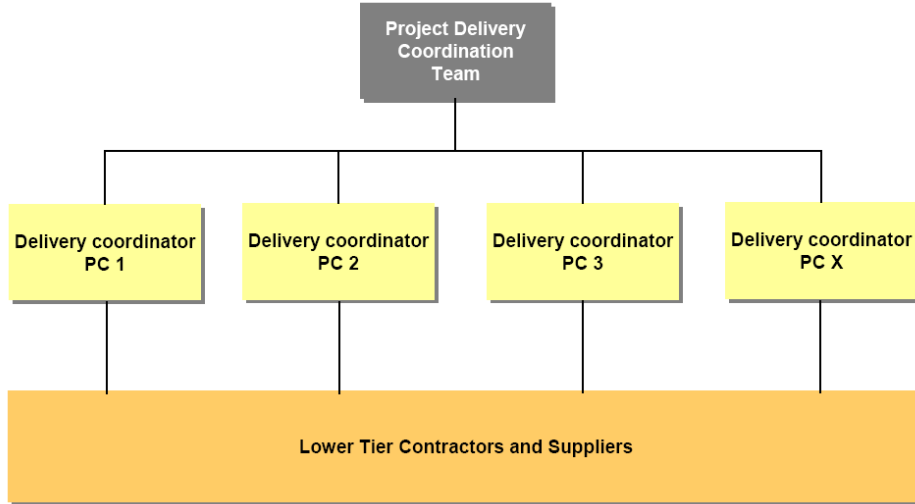 Project Delivery
Coordination
Team
Delivery coordinator
PC 1
Delivery coordinator
PC 2
Delivery coordinator
PC 3
Delivery coordinator
PC X
Lower Tier Contractors and Suppliers